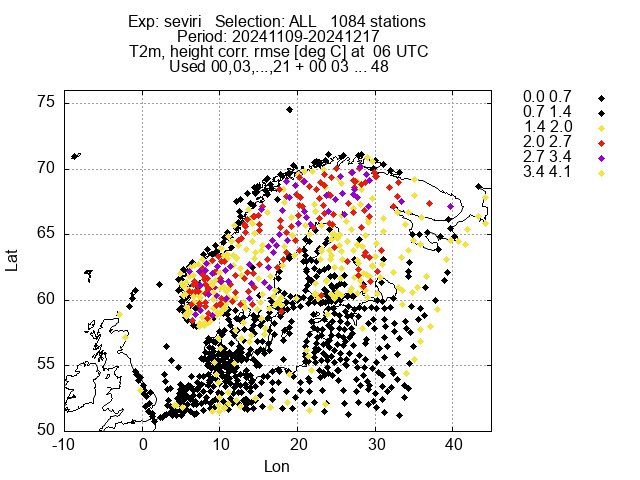 Exp: seviri Selection: ALL 1084 stations
Period: 20241109-20241217
T2m, height corr. rmse [deg C] at 06 UTC
Used 00,03,...,21 + 00 03 ... 48
0.0 0.7
0.7 1.4
1.4 2.0
2.0 2.7
2.7 3.4
3.4 4.1
75
70
65
60
55
50
Lat
-10 0 10 20 30 40
Lon